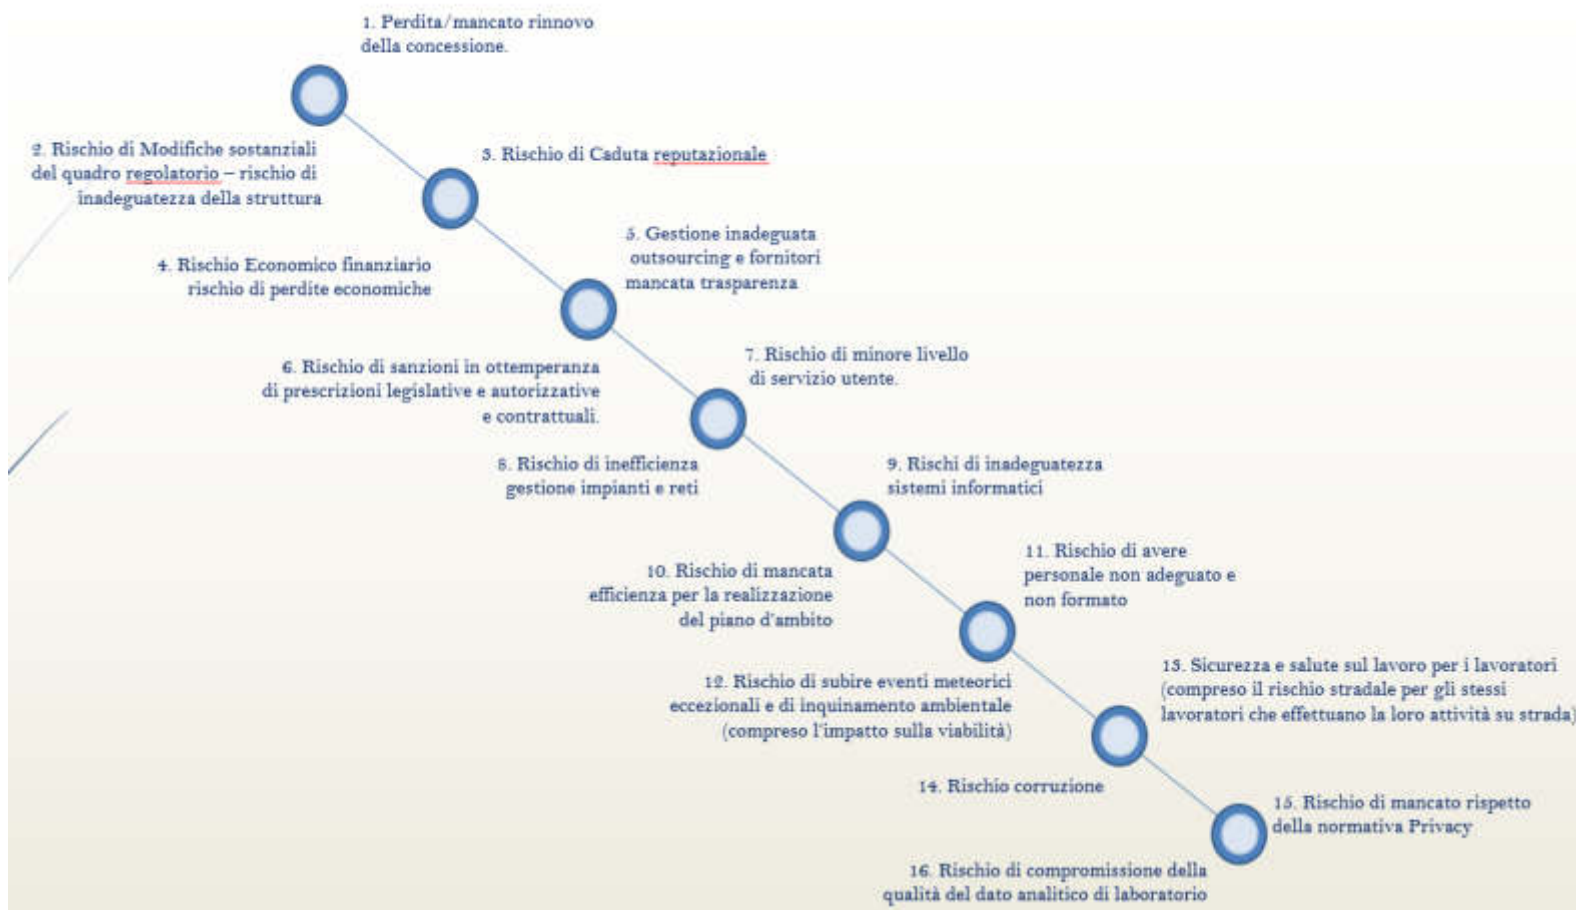 1. Perdita/mancato rinnovo
della concessione.
2. Rischio di Modifiche sostanziali
del quadro regolatorio – rischio di
inadeguatezza della struttura
3. Rischio di Caduta reputazionale
4. Rischio Economico finanziario
rischio di perdite economiche
5. Gestione inadeguata
outsourcing e fornitori
mancata trasparenza
6. Rischio di sanzioni in ottemperanza
di prescrizioni legislative e autorizzative
e contrattuali.
7. Rischio di minore livello
di servizio utente.
8. Rischio di inefficienza
gestione impianti e reti
9. Rischi di inadeguatezza
sistemi informatici
10. Rischio di mancata
efficienza per la realizzazione
del piano d'ambito
11. Rischio di avere
personale non adeguato e
non formato
12. Rischio di subire eventi meteorici
eccezionali e di inquinamento ambientale
(compreso l'impatto sulla viabilità)
13. Sicurezza e salute sul lavoro per i lavoratori
(compreso il rischio stradale per gli stessi
lavoratori che effettuano la loro attività su strada)
14. Rischio corruzione
15. Rischio di mancato rispetto
della normativa Privacy
16. Rischio di compromissione della
qualità del dato analitico di laboratorio